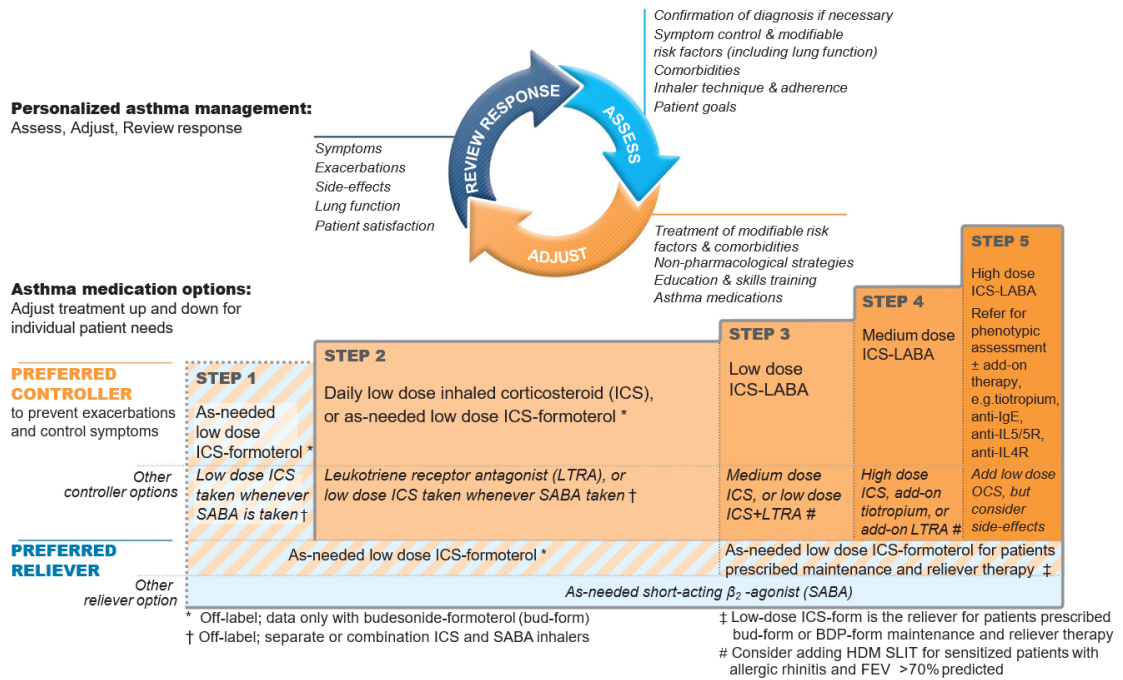 Confirmation of diagnosis if necessary
Symptom control & modifiable
risk factors (including lung function)
Comorbidities
Inhaler technique & adherence
Patient goals
Personalized asthma management:
Assess, Adjust, Review response
REVIEW RESPONSE
ASSESS
ADJUST
Symptoms
Exacerbations
Side-effects
Lung function
Patient satisfaction
Treatment of modifiable risk
factors & comorbidities
Non-pharmacological strategies
Education & skills training
Asthma medications
Asthma medication options:
Adjust treatment up and down for
individual patient needs
PREFERRED
CONTROLLER
to prevent exacerbations
and control symptoms
STEP 1
As-needed
low dose
ICS-formoterol *
STEP 2
Daily low dose inhaled corticosteroid (ICS),
or as-needed low dose ICS-formoterol *
STEP 3
Low dose
ICS-LABA
STEP 4
Medium dose
ICS-LABA
STEP 5
High dose
ICS-LABA
Refer for
phenotypic
assessment
± add-on
therapy,
e.g.tiotropium,
anti-IgE,
anti-IL5/5R,
anti-IL4R
Other
controller options
Low dose ICS
taken whenever
SABA is taken †
Leukotriene receptor antagonist (LTRA), or
low dose ICS taken whenever SABA taken †
Medium dose
ICS, or low dose
ICS+LTRA #
High dose
ICS, add-on
tiotropium, or
add-on LTRA #
Add low dose
OCS, but
consider
side-effects
PREFERRED
RELIEVER
As-needed low dose ICS-formoterol *
As-needed low dose ICS-formoterol for patients
prescribed maintenance and reliever therapy ‡
Other
reliever option
As-needed short-acting β₂ -agonist (SABA)
* Off-label; data only with budesonide-formoterol (bud-form)
† Off-label; separate or combination ICS and SABA inhalers
‡ Low-dose ICS-form is the reliever for patients prescribed
bud-form or BDP-form maintenance and reliever therapy
# Consider adding HDM SLIT for sensitized patients with
allergic rhinitis and FEV >70% predicted